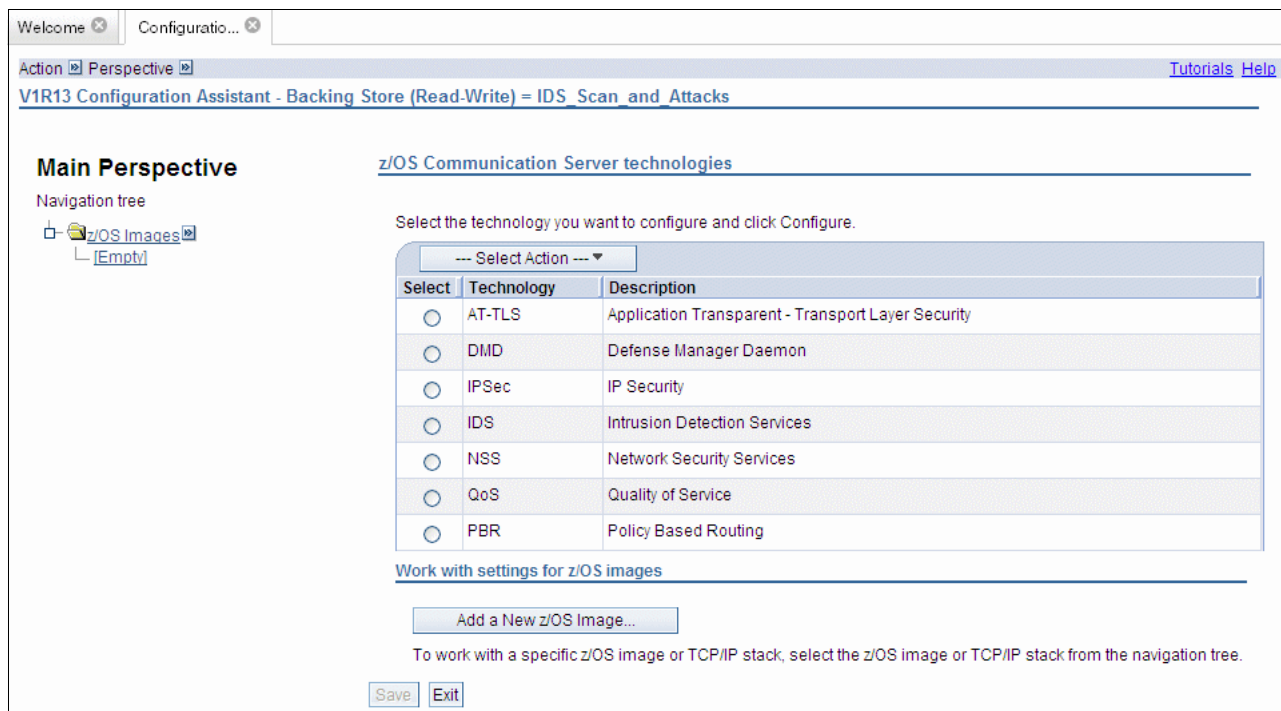 Welcome Configuratio...
Action Perspective Tutorials Help
V1R13 Configuration Assistant - Backing Store (Read-Write) = IDS_Scan_and_Attacks
Main Perspective
Navigation tree
z/OS Images
[Empty]
z/OS Communication Server technologies
Select the technology you want to configure and click Configure.
--- Select Action ---
Select Technology Description
AT-TLS Application Transparent - Transport Layer Security
DMD Defense Manager Daemon
IPSec IP Security
IDS Intrusion Detection Services
NSS Network Security Services
QoS Quality of Service
PBR Policy Based Routing
Work with settings for z/OS images
Add a New z/OS Image...
To work with a specific z/OS image or TCP/IP stack, select the z/OS image or TCP/IP stack from the navigation tree.
Save Exit